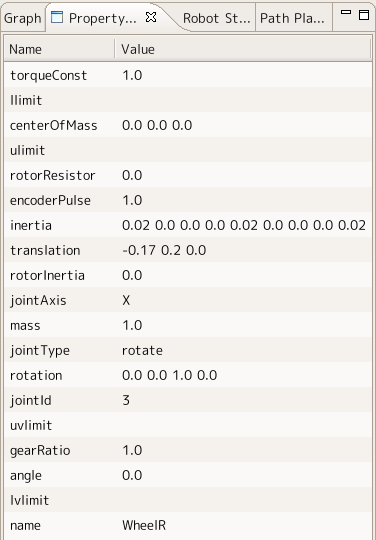 Graph Property... Robot St... Path Pla...
Name Value
torqueConst 1.0
llimit
centerOfMass 0.0 0.0 0.0
ulimit
rotorResistor 0.0
encoderPulse 1.0
inertia 0.02 0.0 0.0 0.0 0.02 0.0 0.0 0.0 0.02
translation -0.17 0.2 0.0
rotorInertia 0.0
jointAxis X
mass 1.0
jointType rotate
rotation 0.0 0.0 1.0 0.0
jointId 3
uvlimit
gearRatio 1.0
angle 0.0
lvlimit
name WheelR